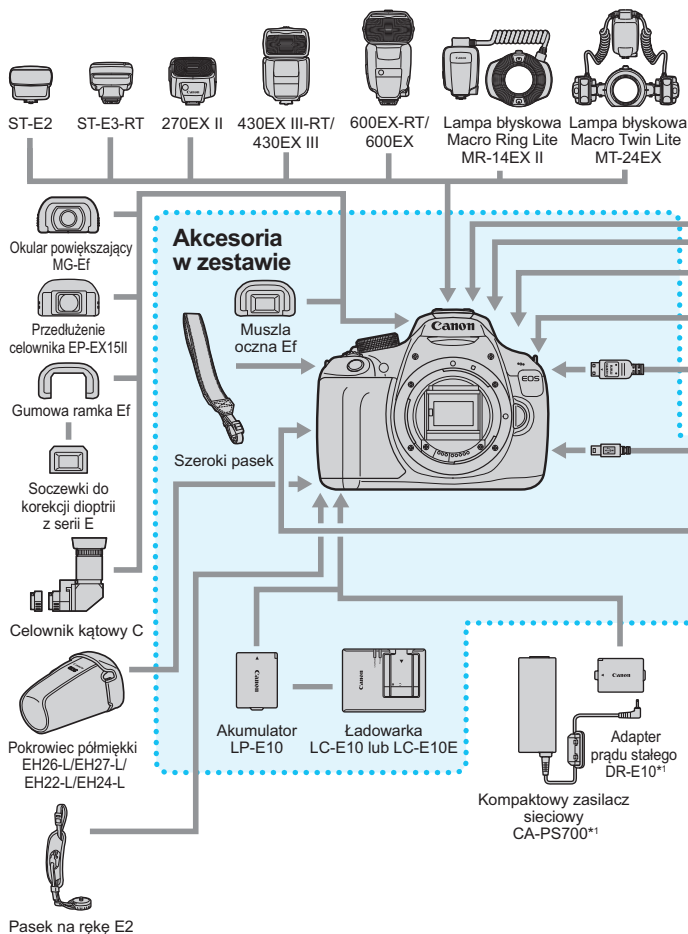 ST-E2
ST-E3-RT
270EX II
430EX III-RT/
430EX III
600EX-RT/
600EX
Lampa błyskowa
Macro Ring Lite
MR-14EX II
Lampa błyskowa
Macro Twin Lite
MT-24EX
Okular powiększający
MG-Ef
Przedłużenie
celownika EP-EX15II
Gumowa ramka Ef
Soczewki do
korekcji dioptrii
z serii E
Celownik kątowy C
Pokrowiec półmiękki
EH26-L/EH27-L/
EH22-L/EH24-L
Pasek na rękę E2
Akcesoria
w zestawie
Muszla
oczna Ef
Szeroki pasek
Canon
EOS
Canon
Akumulator
LP-E10
Canon
Ładowarka
LC-E10 lub LC-E10E
Canon
Adapter
prądu stałego
DR-E10*1
Kompaktowy zasilacz
sieciowy
CA-PS700*1